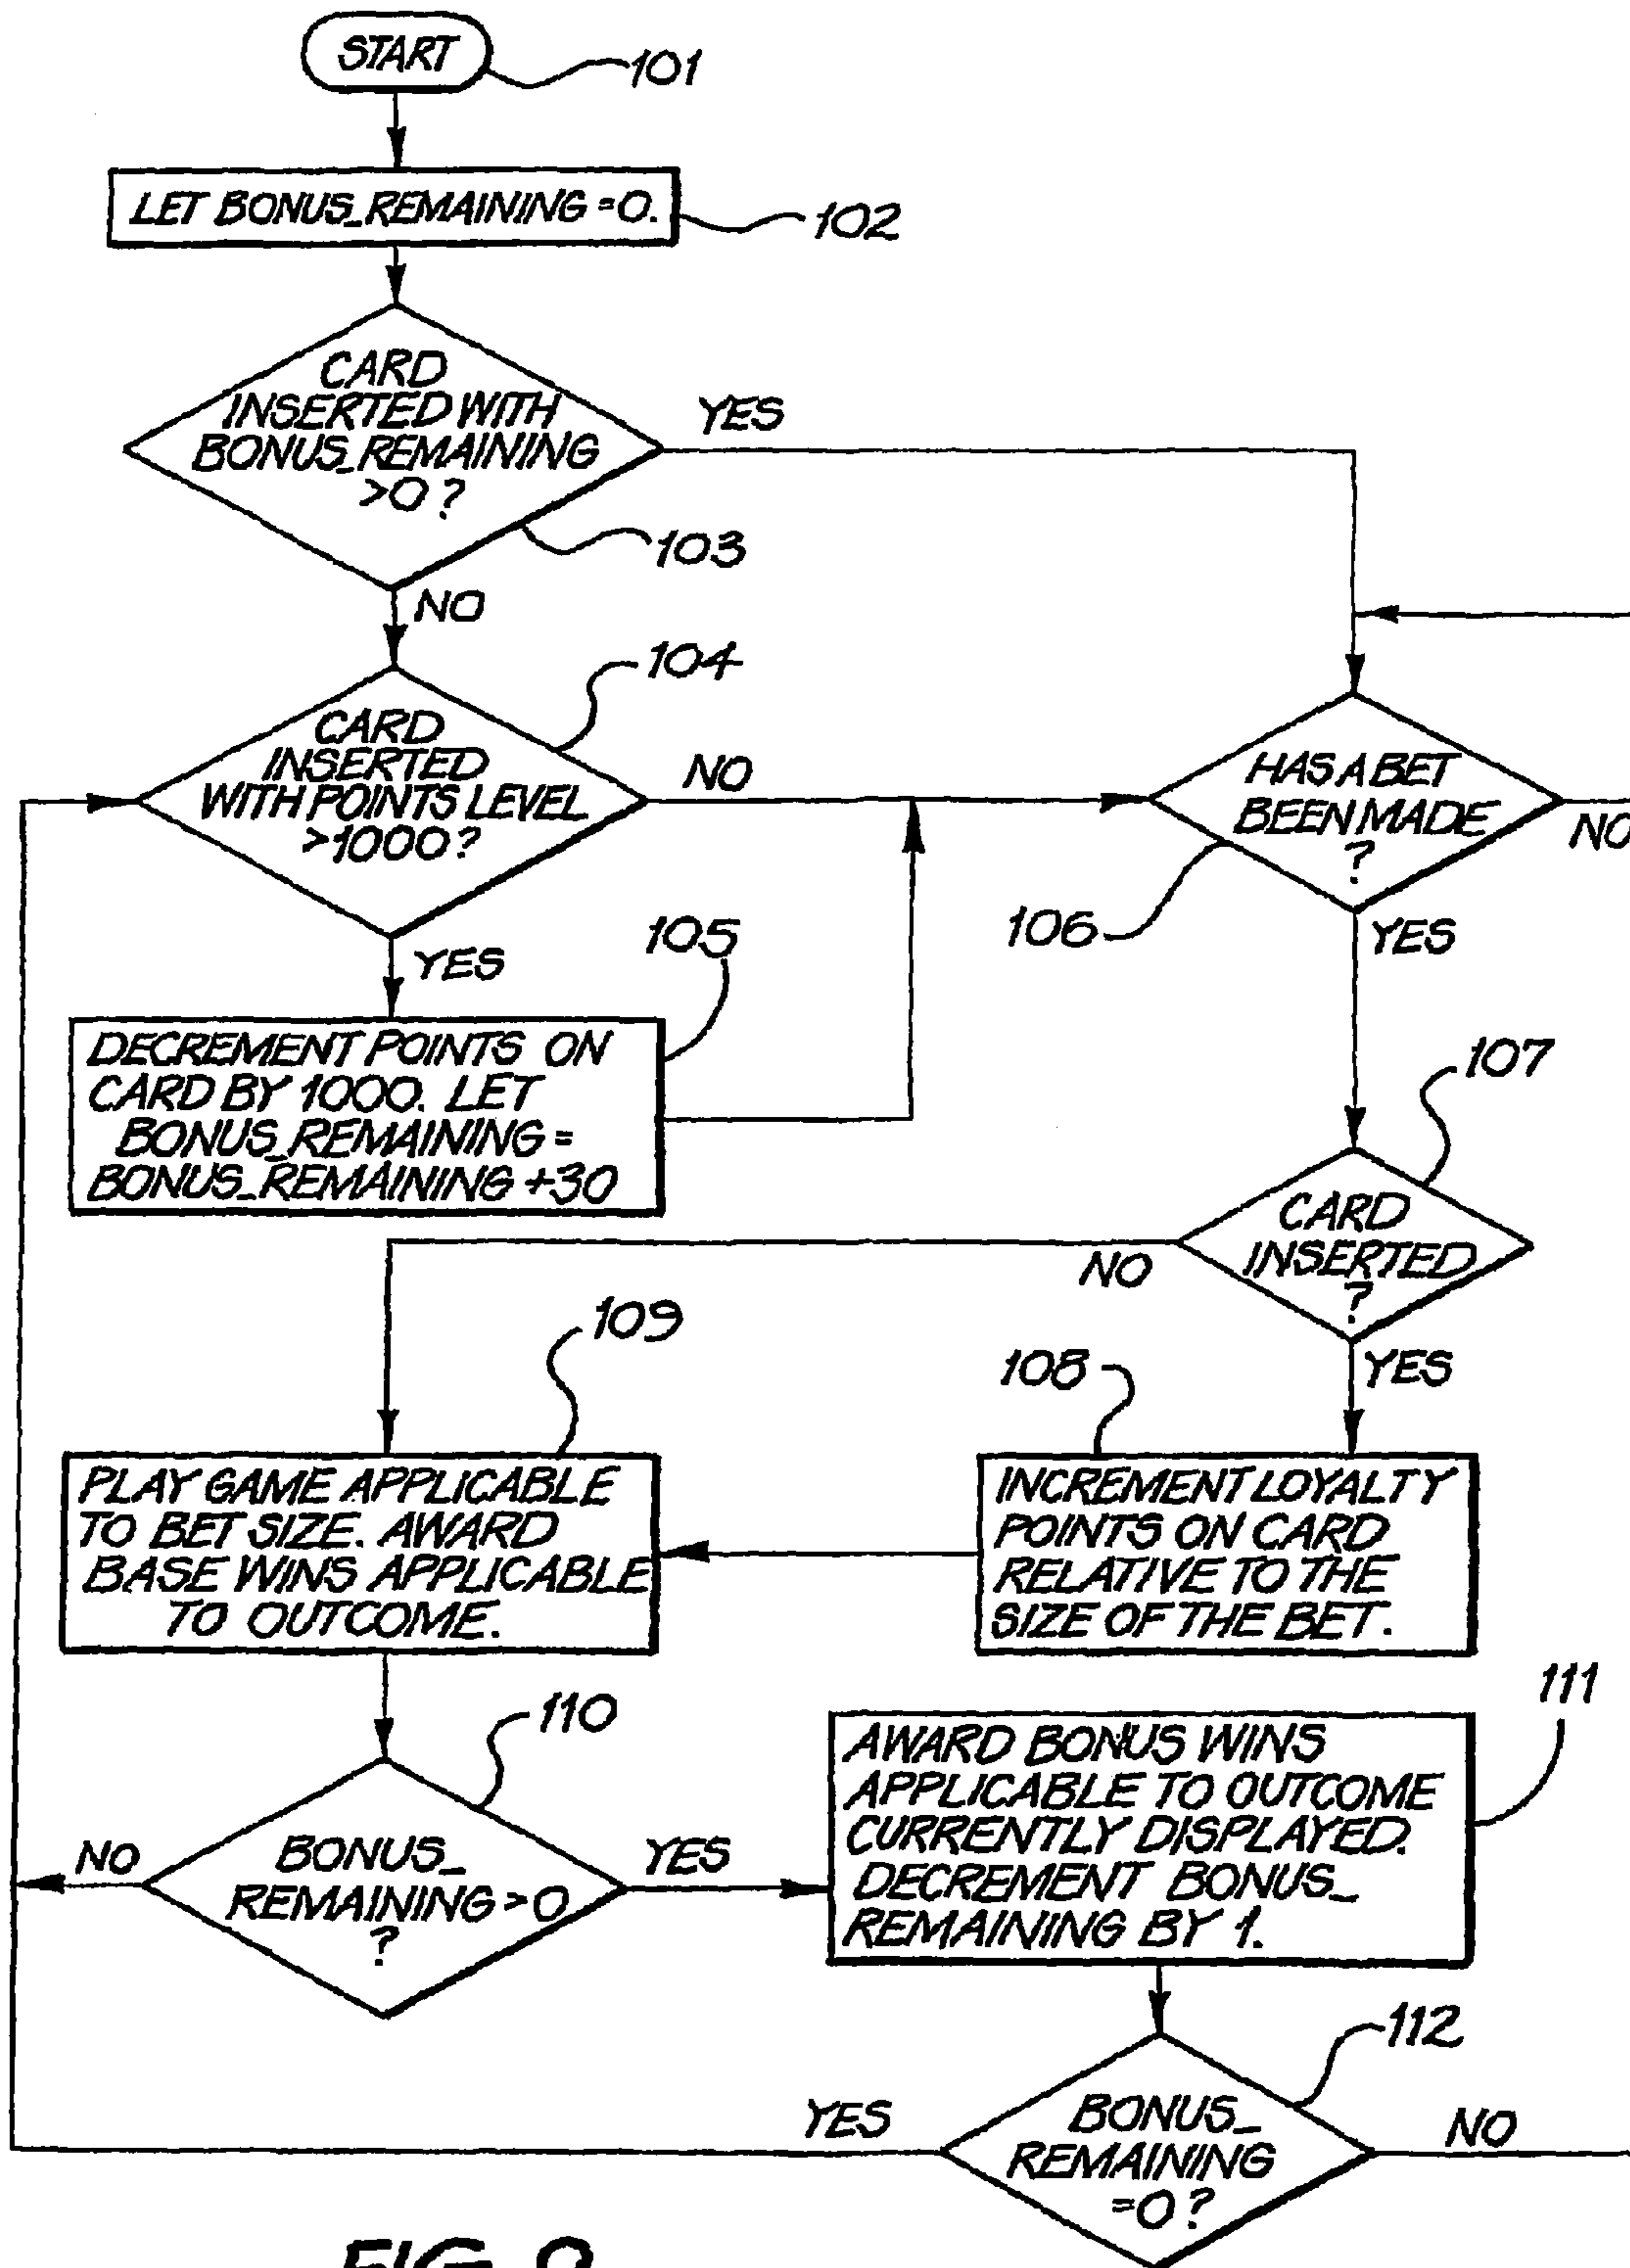 START
101
LET BONUS_REMAINING =0.
102
CARD
INSERTED WITH
BONUS_REMAINING
>0?
YES
103
NO
104
CARD
INSERTED
WITH POINTS LEVEL
>1000?
NO
HAS A BET
BEEN MADE
?
NO
106
YES
YES
105
DECREMENT POINTS ON
CARD BY 1000. LET
BONUS_REMAINING =
BONUS_REMAINING +30
107
CARD
INSERTED
?
NO
YES
109
108
PLAY GAME APPLICABLE
TO BET SIZE. AWARD
BASE WINS APPLICABLE
TO OUTCOME.
INCREMENT LOYALTY
POINTS ON CARD
RELATIVE TO THE
SIZE OF THE BET.
110
111
BONUS_
REMAINING >0
?
NO
YES
AWARD BONUS WINS
APPLICABLE TO OUTCOME
CURRENTLY DISPLAYED.
DECREMENT BONUS_
REMAINING BY 1.
112
BONUS_
REMAINING
=0?
YES
NO